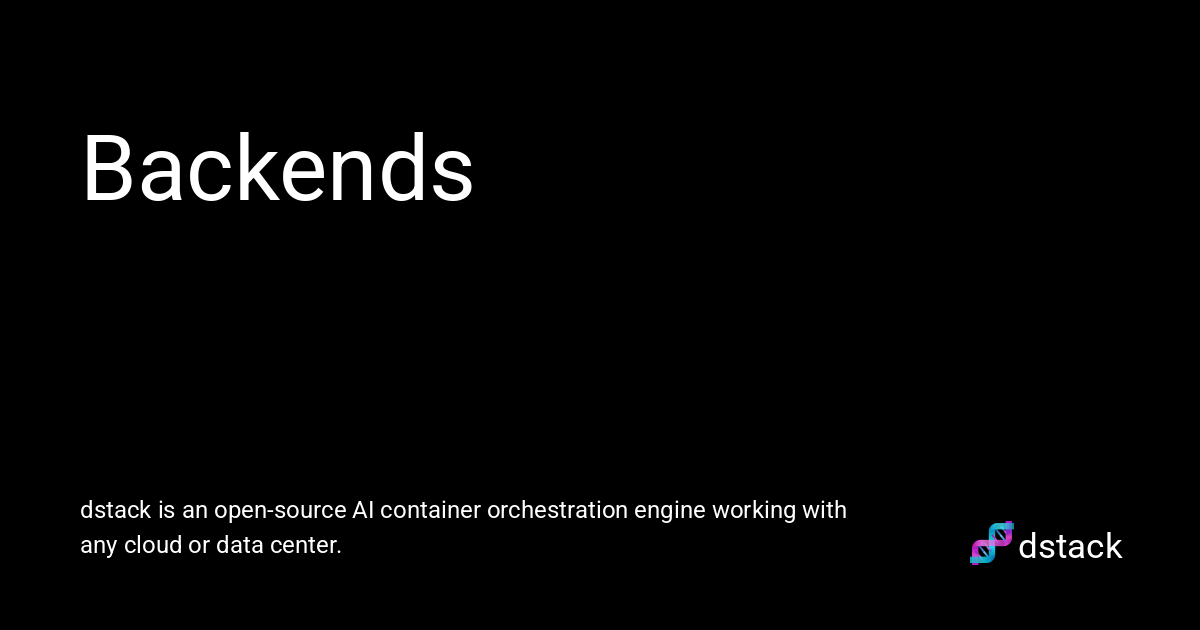 Backends
dstack is an open-source AI container orchestration engine working with
any cloud or data center.
dstack